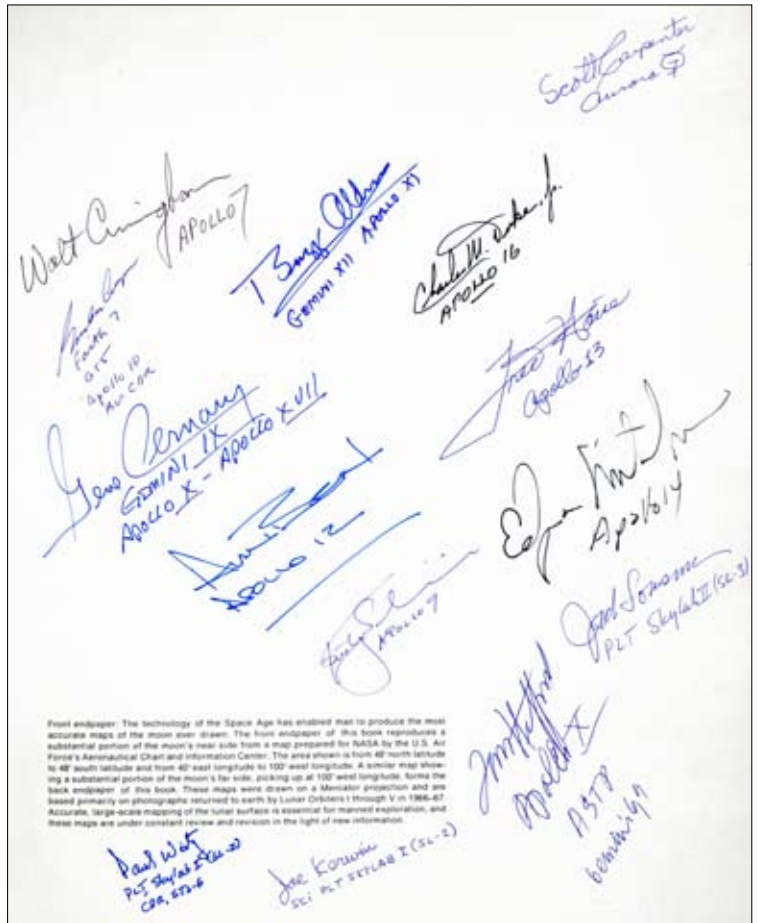 Scott Carpenter
Aurora 7
Walt Cunningham
APOLLO 7
Buzz Aldrin
GEMINI XII APOLLO XI
Charles M. Duke, Jr.
APOLLO 16
Gordon Cooper
Faith 7
GT5
Apollo 10
BU CDR
Fred Haise
Apollo 13
Gene Cernan
GEMINI IX
APOLLO X - APOLLO XVII
Alan Bean
APOLLO 12
Edgar Mitchell
Apollo 14
APOLLO 7
Jack Lousma
PLT Skylab II (SL-3)
Tom Stafford
Apollo X
ASTP
Gemini 6,9
Front endpaper: The technology of the Space Age has enabled man to produce the most
accurate maps of the moon ever drawn. The front endpaper of this book reproduces a
substantial portion of the moon's near side from a map prepared for NASA by the U.S. Air
Force's Aeronautical Chart and Information Center. The area shown is from 48° north latitude
to 48° south latitude and from 40° east longitude to 100° west longitude. A similar map show-
ing a substantial portion of the moon's far side, picking up at 100° west longitude, forms the
back endpaper of this book. These maps were drawn on a Mercator projection and are
based primarily on photographs returned to earth by Lunar Orbiters I through V in 1966-67.
Accurate, large-scale mapping of the lunar surface is essential for manned exploration, and
these maps are under constant review and revision in the light of new information.
Paul Weitz
PLT, Skylab I (SL-2)
CDR, STS-6
Joe Kerwin
Sci PLT SKYLAB I (SL-2)